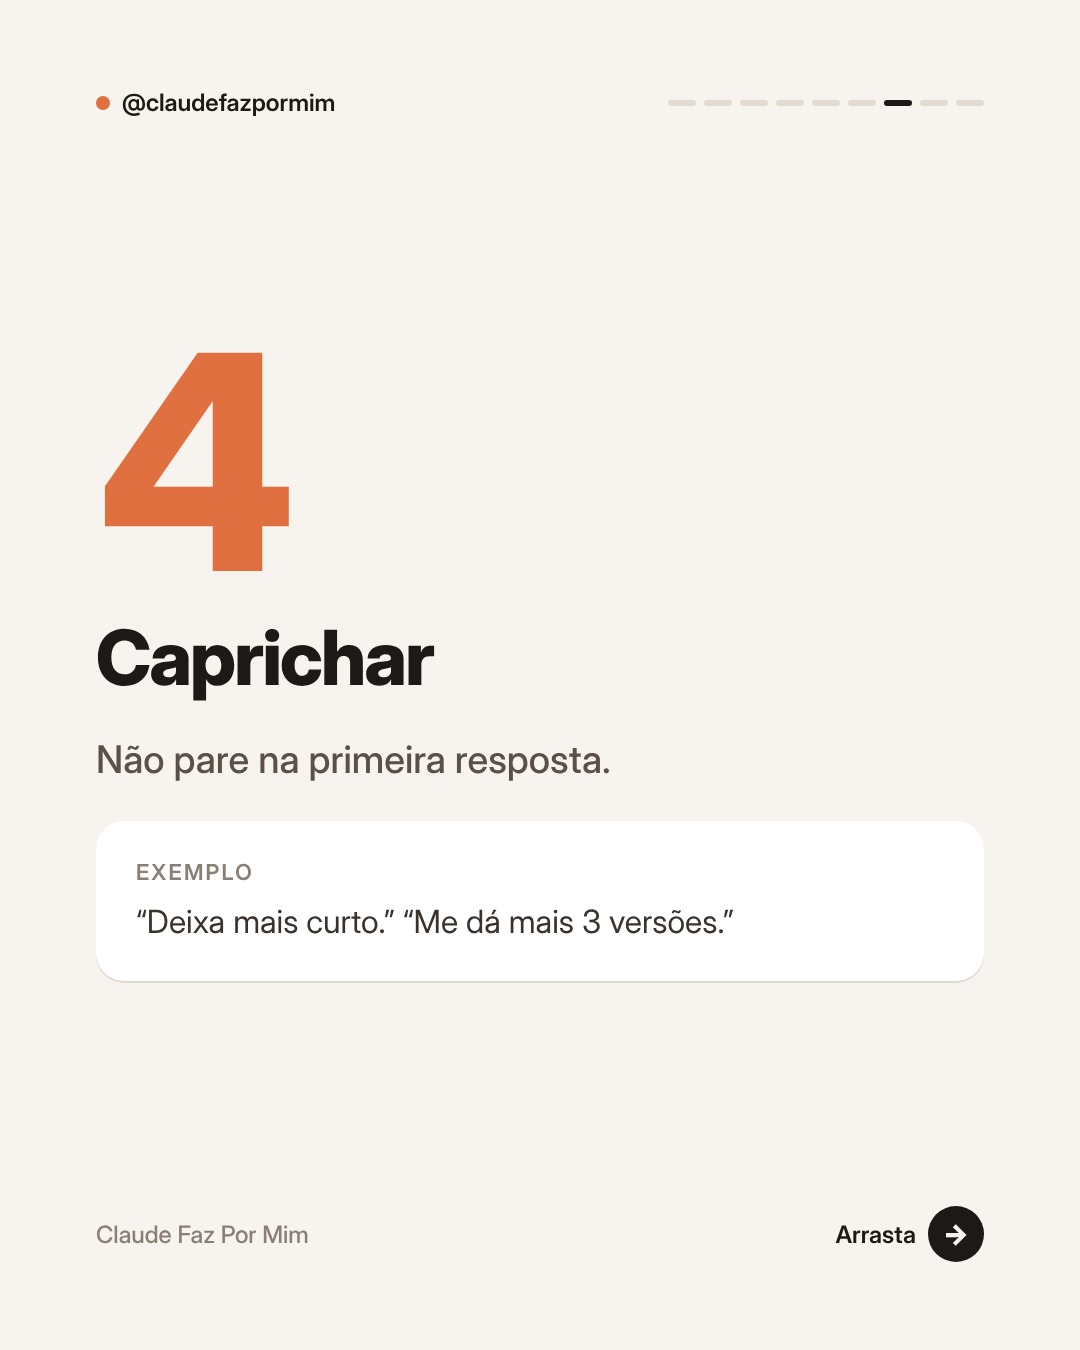 @claudefazpormim
4
Caprichar
Não pare na primeira resposta.
EXEMPLO
“Deixa mais curto.” “Me dá mais 3 versões.”
Claude Faz Por Mim
Arrasta